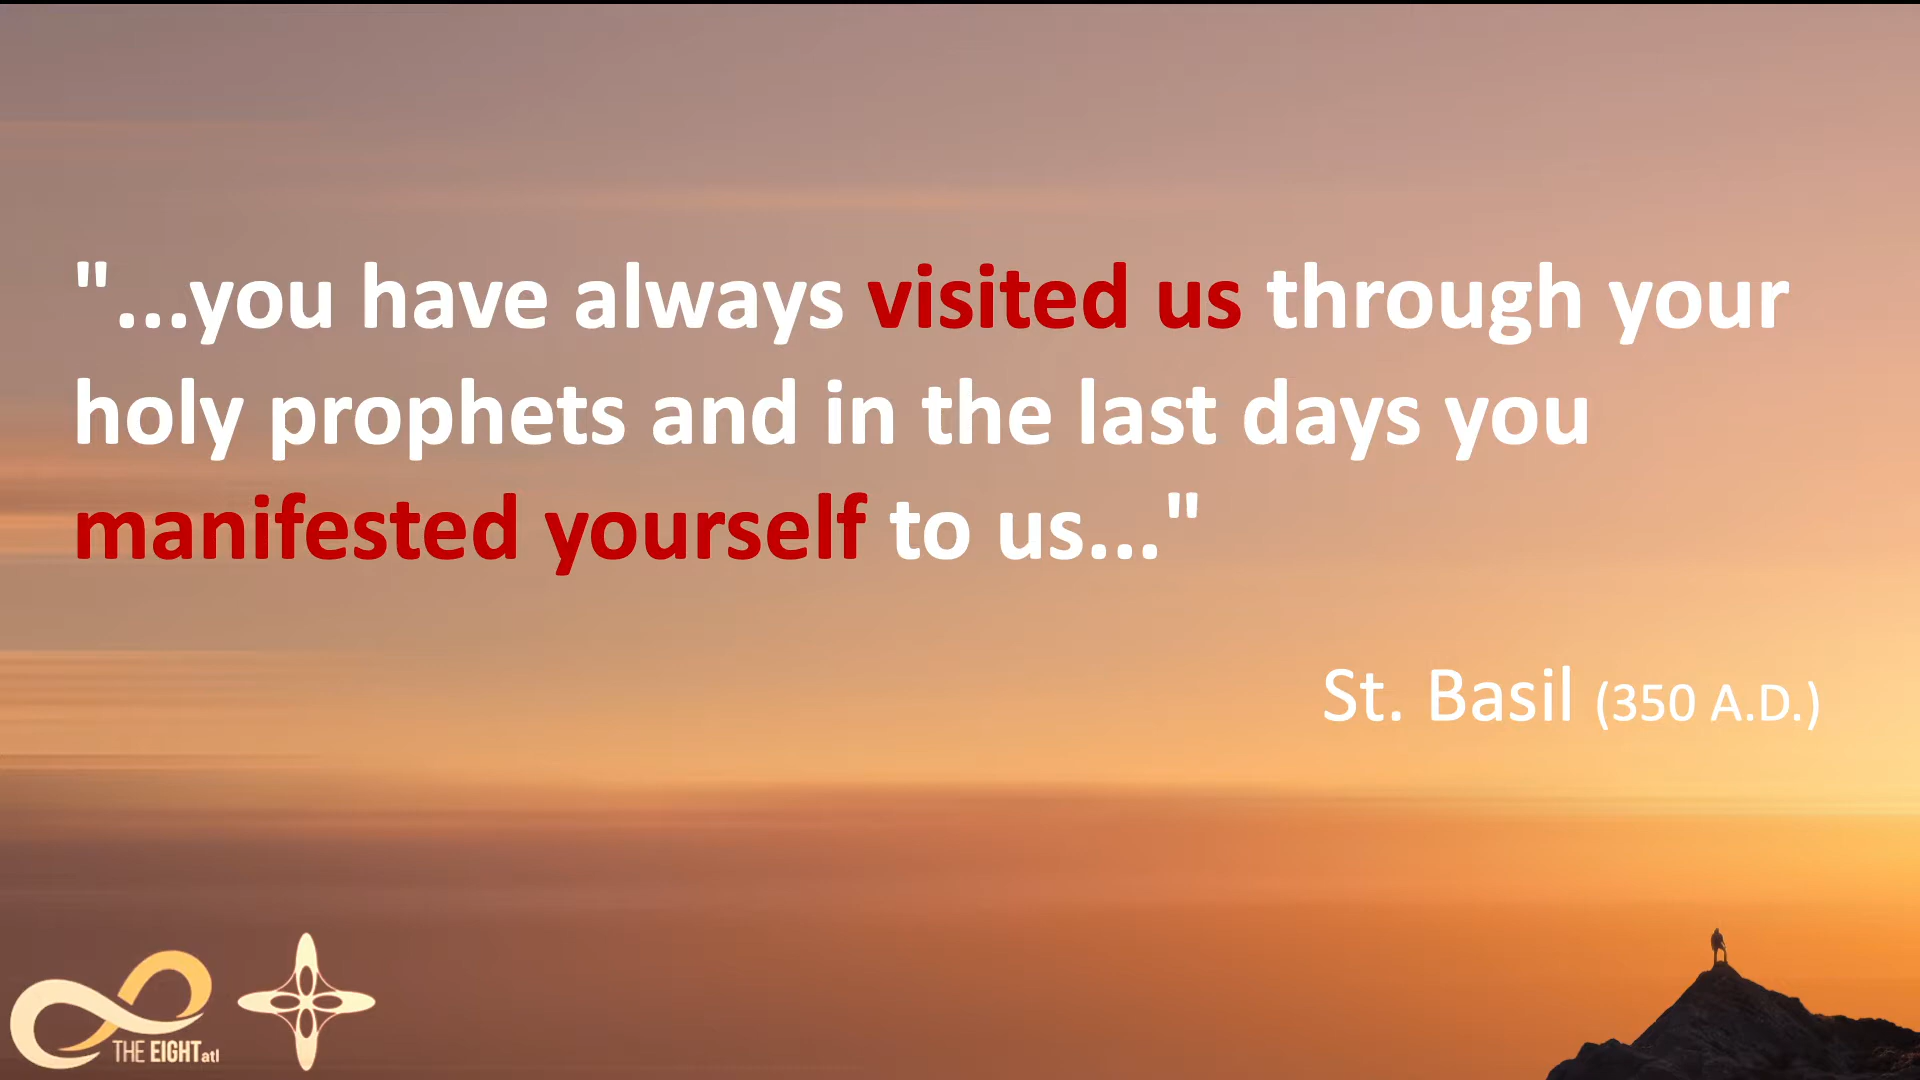 "...you have always visited us through your
holy prophets and in the last days you
manifested yourself to us..."
St. Basil (350 A.D.)
THE EIGHTatl